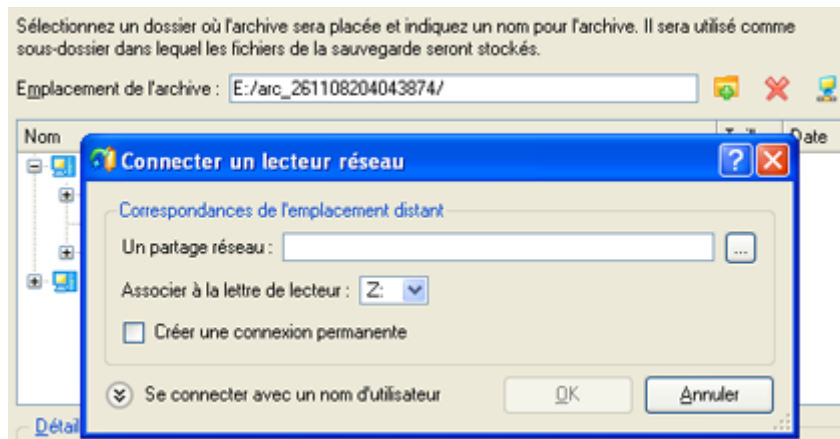 Sélectionnez un dossier où l'archive sera placée et indiquez un nom pour l'archive. Il sera utilisé comme
sous-dossier dans lequel les fichiers de la sauvegarde seront stockés.
Emplacement de l'archive : E:/arc_261108204043874/
Nom Date
Connecter un lecteur réseau
Correspondances de l'emplacement distant
Un partage réseau : ...
Associer à la lettre de lecteur : Z:
Créer une connexion permanente
Se connecter avec un nom d'utilisateur OK Annuler
Détail